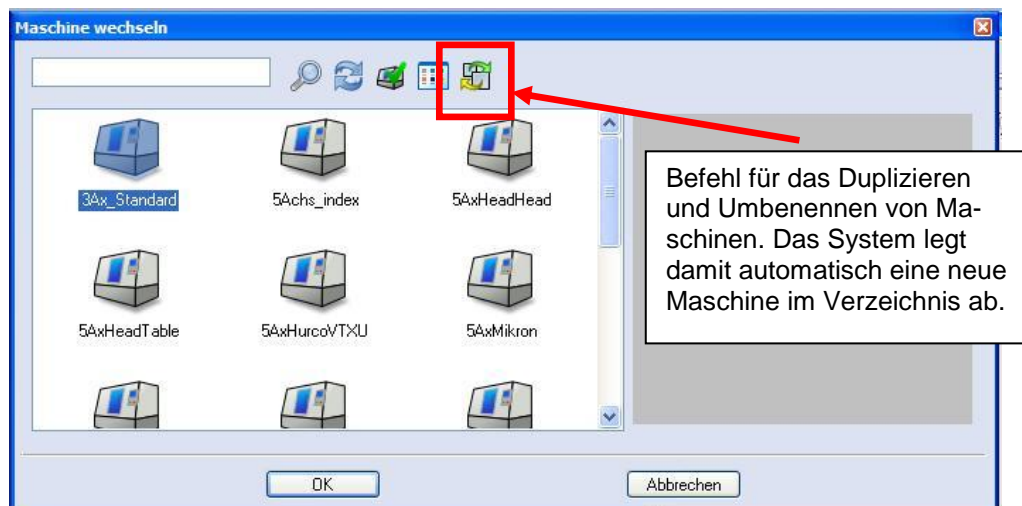 Maschine wechseln
3Ax_Standard
5Achs_index
5AxHeadHead
5AxHeadTable
5AxHurcoVTXU
5AxMikron
Befehl für das Duplizieren
und Umbenennen von Ma-
schinen. Das System legt
damit automatisch eine neue
Maschine im Verzeichnis ab.
OK
Abbrechen